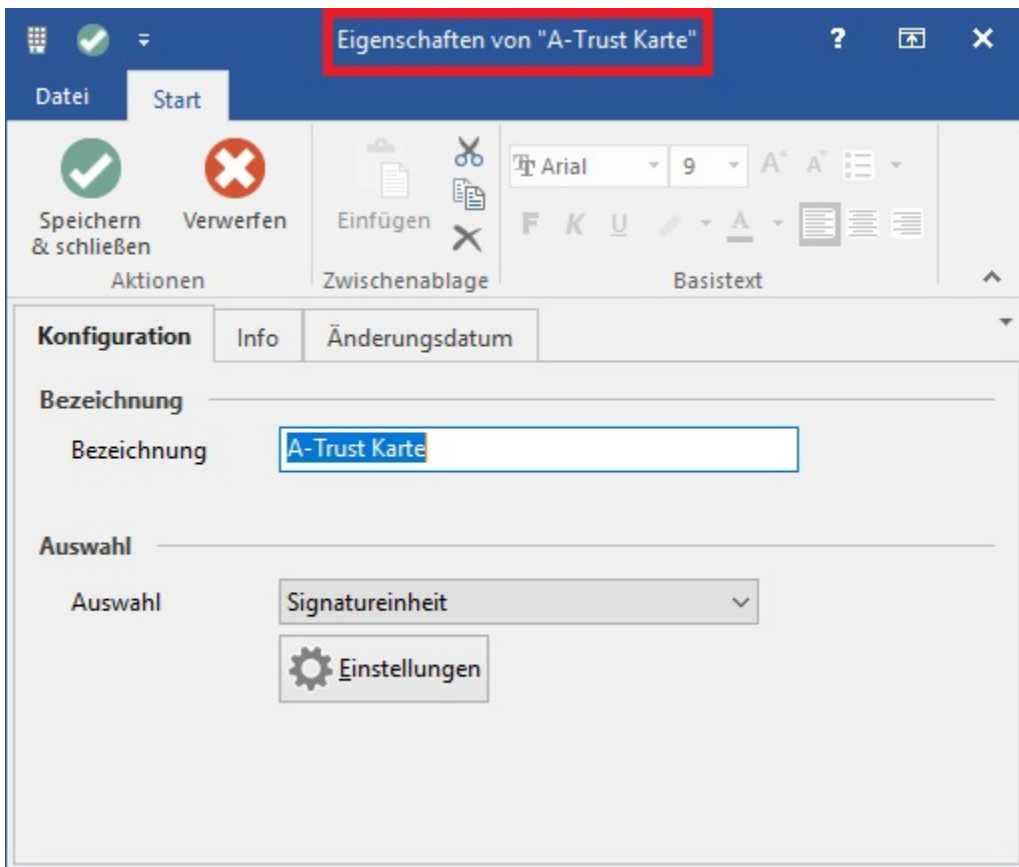 Eigenschaften von "A-Trust Karte"
?
Datei
Start
Speichern
& schließen
Verwerfen
Einfügen
Arial
9
F K U A
Aktionen
Zwischenablage
Basistext
Konfiguration
Info
Änderungsdatum
Bezeichnung
Bezeichnung
A-Trust Karte
Auswahl
Auswahl
Signatureinheit
Einstellungen